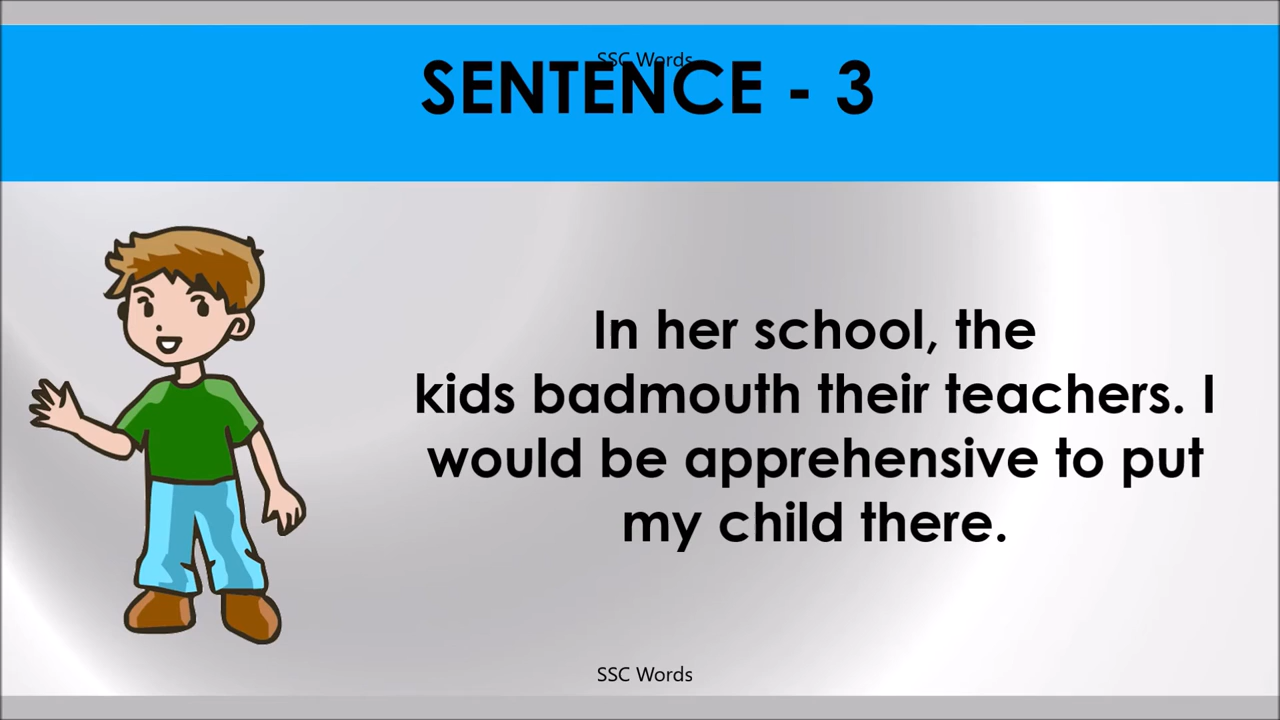 SSC Words
SENTENCE - 3
In her school, the
kids badmouth their teachers. I
would be apprehensive to put
my child there.
SSC Words